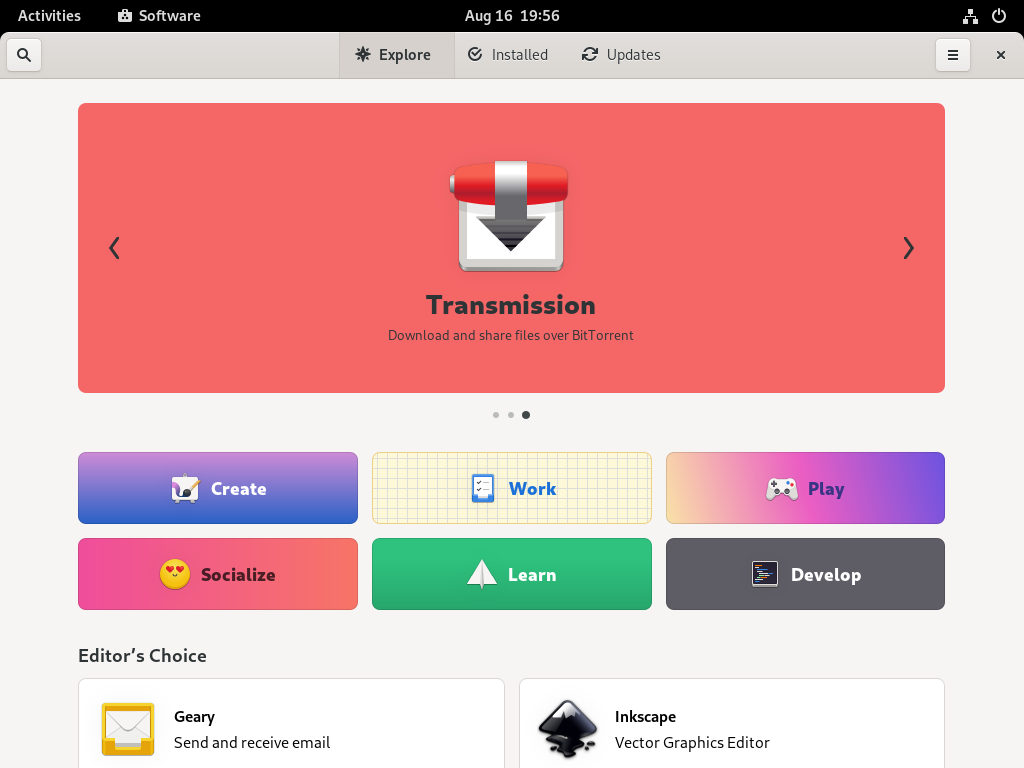 Activities
Software
Aug 16 19:56
Explore
Installed
Updates
Transmission
Download and share files over BitTorrent
Create
Work
Play
Socialize
Learn
Develop
Editor’s Choice
Geary
Send and receive email
Inkscape
Vector Graphics Editor